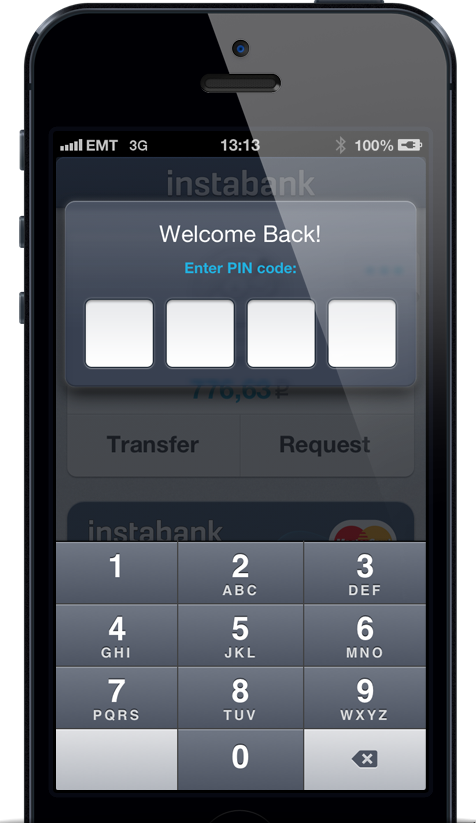 EMT 3G 13:13 100%
instabank
Welcome Back!
Enter PIN code:
776,63 ₽
Transfer Request
instabank
1 2 3
ABC DEF
4 5 6
GHI JKL MNO
7 8 9
PQRS TUV WXYZ
0